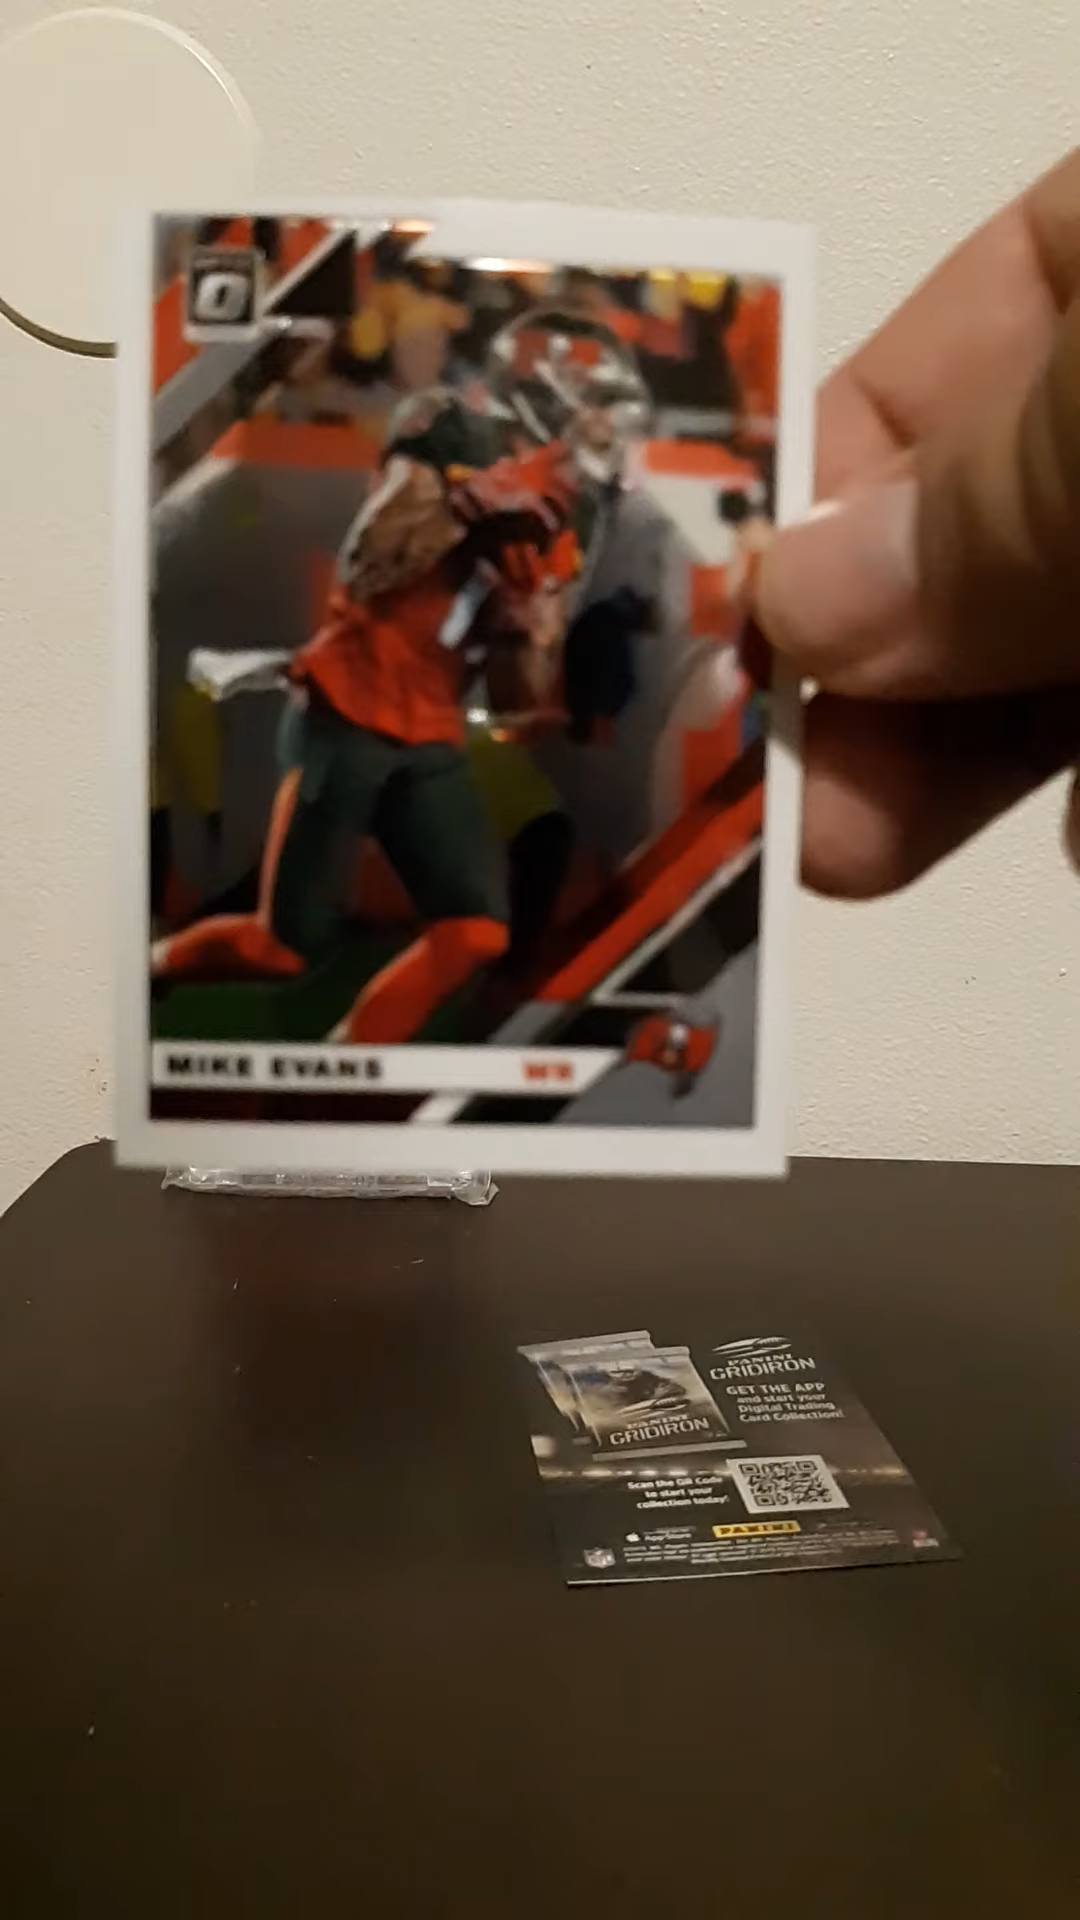 MIKE EVANS WR
PANINI
GRIDIRON
GET THE APP
and start your
Digital Trading
Card Collection!
PANINI
GRIDIRON
Scan the QR Code
to start your
collection today!
App Store
PANINI